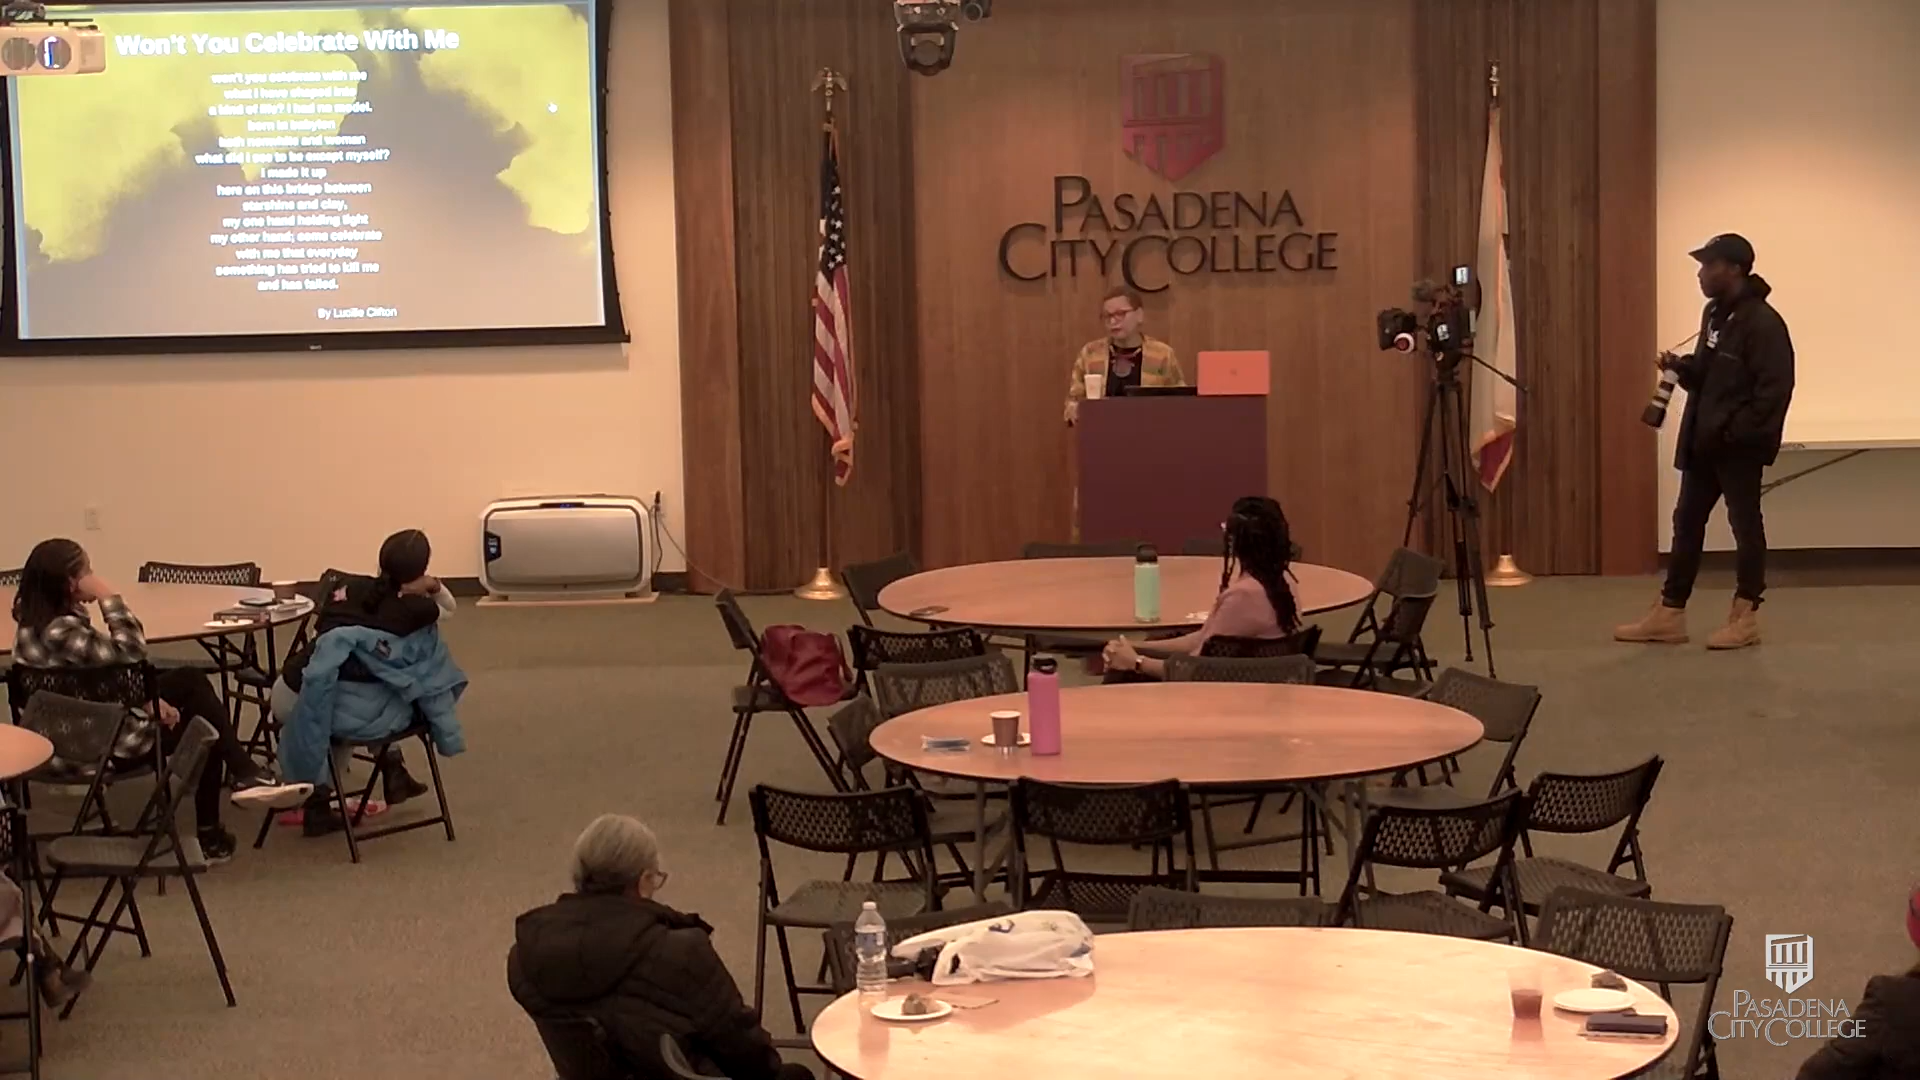 Won't You Celebrate With Me
won't you celebrate with me
what i have shaped into
a kind of life? i had no model.
born in babylon
both nonwhite and woman
what did i see to be except myself?
i made it up
here on this bridge between
starshine and clay,
my one hand holding tight
my other hand; come celebrate
with me that everyday
something has tried to kill me
and has failed.
By Lucille Clifton
PASADENA
CITY COLLEGE
PASADENA
CITY COLLEGE